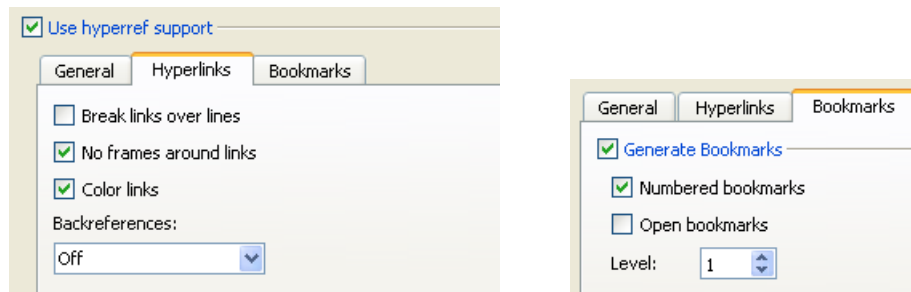 Use hyperref support
General Hyperlinks Bookmarks
Break links over lines
No frames around links
Color links
Backreferences:
Off
General Hyperlinks Bookmarks
Generate Bookmarks
Numbered bookmarks
Open bookmarks
Level: 1